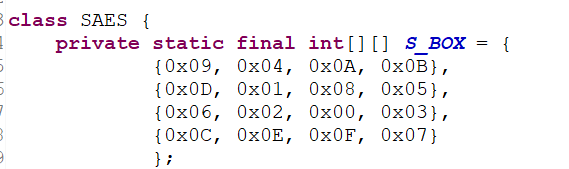 class SAES {
private static final int[][] S_BOX = {
{0x09, 0x04, 0x0A, 0x0B},
{0x0D, 0x01, 0x08, 0x05},
{0x06, 0x02, 0x00, 0x03},
{0x0C, 0x0E, 0x0F, 0x07}
};